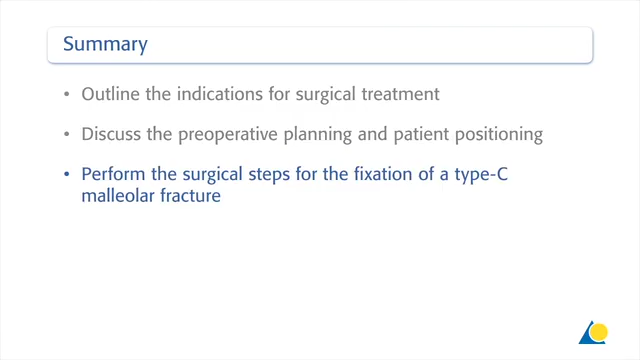 Summary
• Outline the indications for surgical treatment
• Discuss the preoperative planning and patient positioning
• Perform the surgical steps for the fixation of a type-C
malleolar fracture